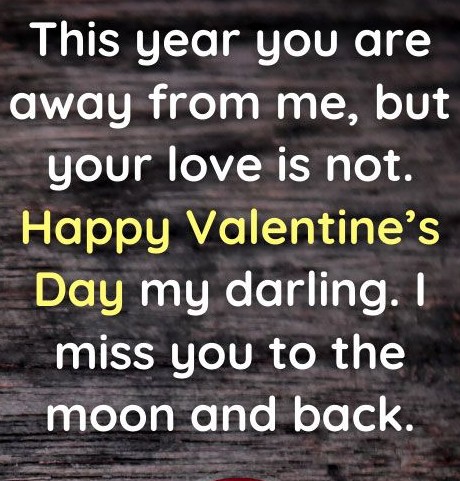 This year you are
away from me, but
your love is not.
Happy Valentine’s
Day my darling. I
miss you to the
moon and back.